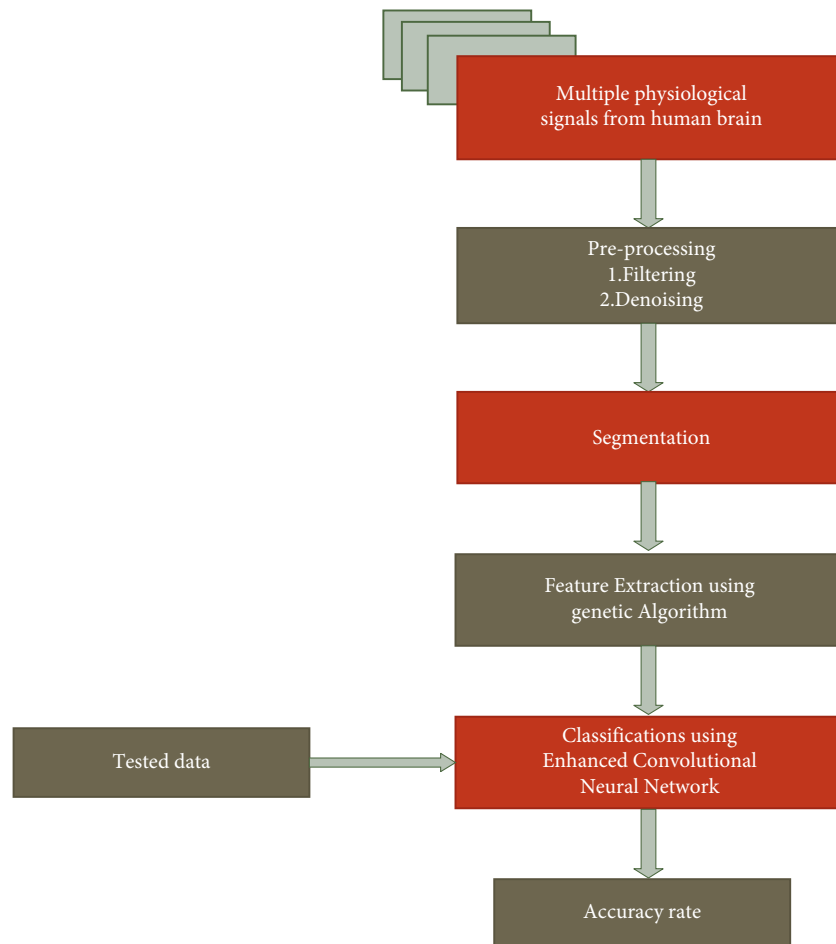 Multiple physiological
signals from human brain
Pre-processing
1.Filtering
2.Denoising
Segmentation
Feature Extraction using
genetic Algorithm
Tested data
Classifications using
Enhanced Convolutional
Neural Network
Accuracy rate